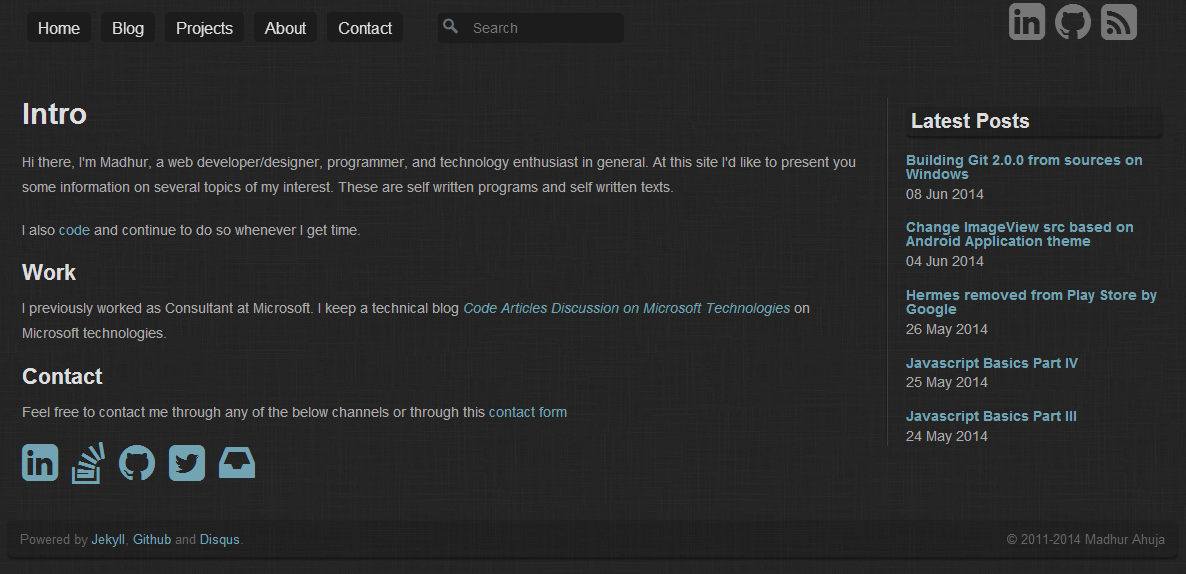 Home Blog Projects About Contact Search
Intro
Hi there, I'm Madhur, a web developer/designer, programmer, and technology enthusiast in general. At this site I'd like to present you
some information on several topics of my interest. These are self written programs and self written texts.
I also code and continue to do so whenever I get time.
Work
I previously worked as Consultant at Microsoft. I keep a technical blog Code Articles Discussion on Microsoft Technologies on
Microsoft technologies.
Contact
Feel free to contact me through any of the below channels or through this contact form
Latest Posts
Building Git 2.0.0 from sources on
Windows
08 Jun 2014
Change ImageView src based on
Android Application theme
04 Jun 2014
Hermes removed from Play Store by
Google
26 May 2014
Javascript Basics Part IV
25 May 2014
Javascript Basics Part III
24 May 2014
Powered by Jekyll, Github and Disqus.
© 2011-2014 Madhur Ahuja